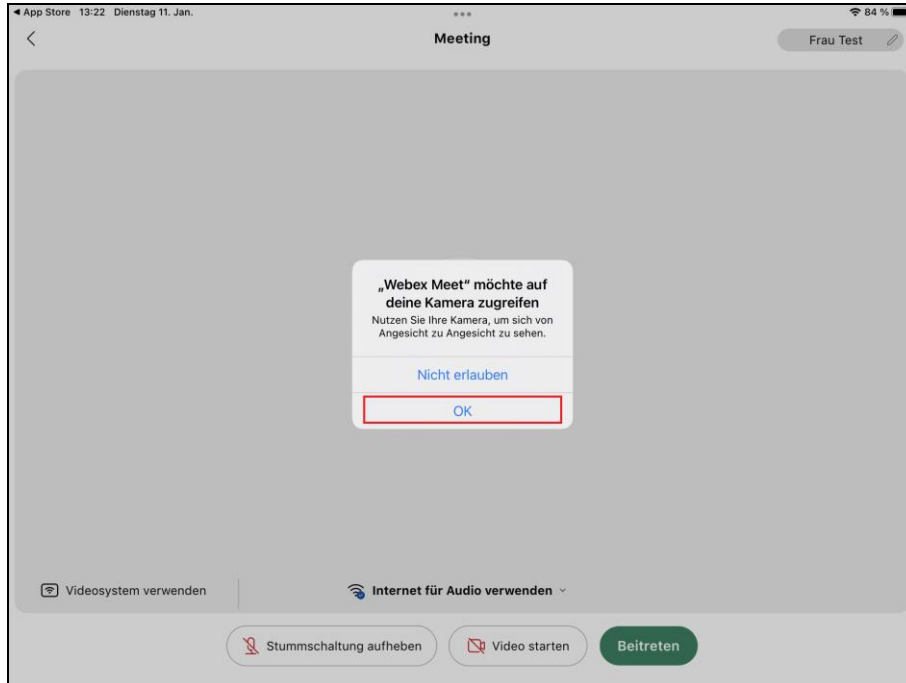 App Store 13:22 Dienstag 11. Jan.
84 %
Meeting
Frau Test
„Webex Meet“ möchte auf
deine Kamera zugreifen
Nutzen Sie Ihre Kamera, um sich von
Angesicht zu Angesicht zu sehen.
Nicht erlauben
OK
Videosystem verwenden
Internet für Audio verwenden
Stummschaltung aufheben
Video starten
Beitreten